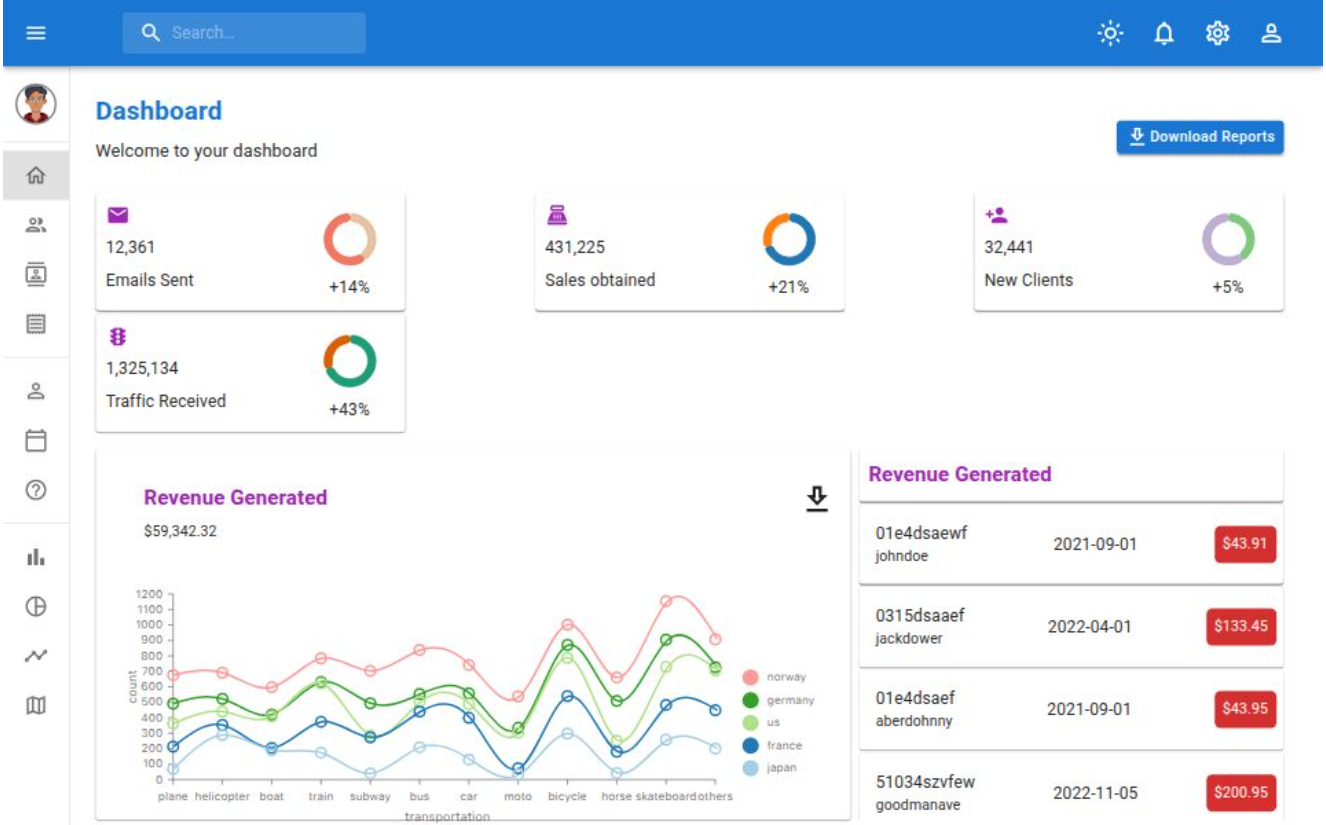 Search...
Dashboard
Welcome to your dashboard
Download Reports
12,361
Emails Sent
+14%
431,225
Sales obtained
+21%
32,441
New Clients
+5%
1,325,134
Traffic Received
+43%
Revenue Generated
$59,342.32
1200
1100
1000
900
800
700
600
500
400
300
200
100
0
count
plane helicopter boat train subway bus car moto bicycle horse skateboard others
transportation
norway
germany
us
france
japan
Revenue Generated
01e4dsaewf
johndoe
2021-09-01
$43.91
0315dsaaef
jackdower
2022-04-01
$133.45
01e4dsaef
aberdohnny
2021-09-01
$43.95
51034szvfew
goodmanave
2022-11-05
$200.95